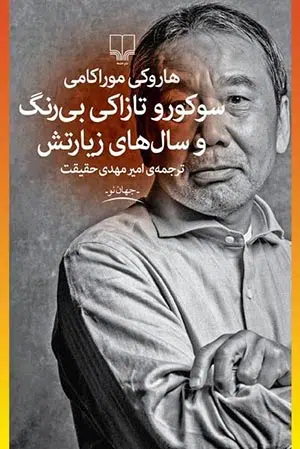 هاروکی موراکامی
سوکورو تازاکی بی‌رنگ
و سال‌های زیارتش
ترجمه‌ی امیر مهدی حقیقت
-جهان‌نو-